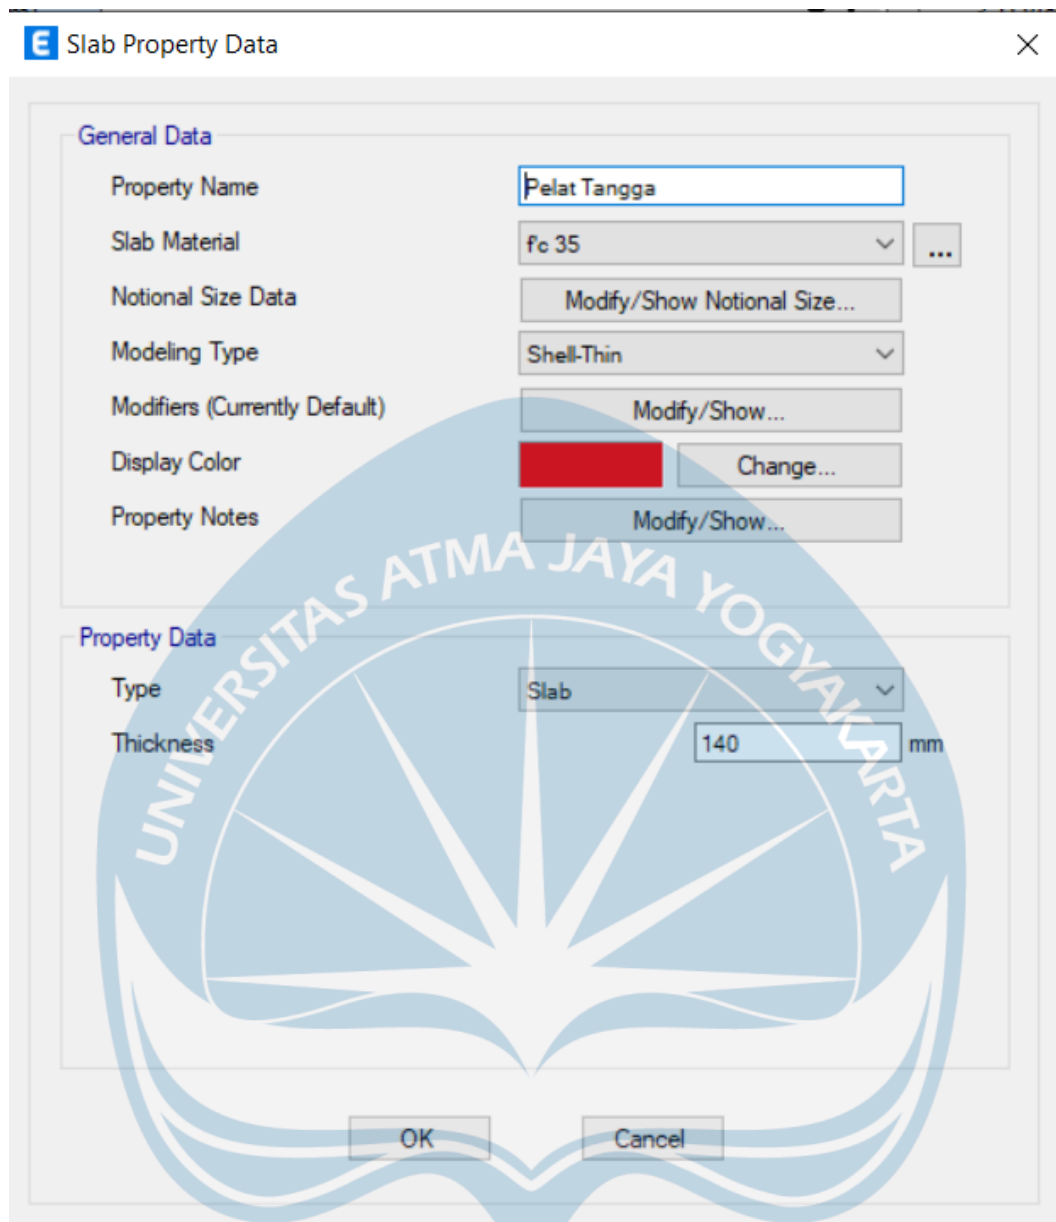 Slab Property Data
General Data
Property Name Pelat Tangga
Slab Material f'c 35 ...
Notional Size Data Modify/Show Notional Size...
Modeling Type Shell-Thin
Modifiers (Currently Default) Modify/Show...
Display Color Change...
Property Notes Modify/Show...
UNIVERSITAS ATMA JAYA YOGYAKARTA
Property Data
Type Slab
Thickness 140 mm
OK Cancel